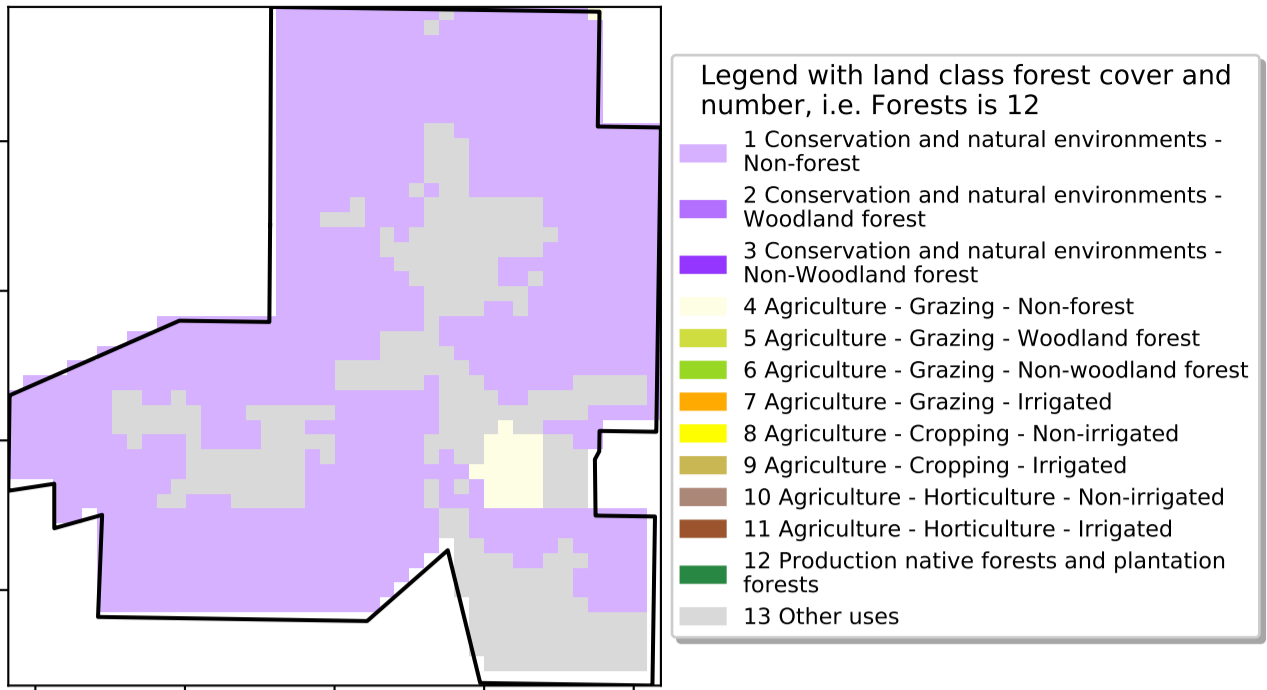 Legend with land class forest cover and
number, i.e. Forests is 12
1 Conservation and natural environments -
Non-forest
2 Conservation and natural environments -
Woodland forest
3 Conservation and natural environments -
Non-Woodland forest
4 Agriculture - Grazing - Non-forest
5 Agriculture - Grazing - Woodland forest
6 Agriculture - Grazing - Non-woodland forest
7 Agriculture - Grazing - Irrigated
8 Agriculture - Cropping - Non-irrigated
9 Agriculture - Cropping - Irrigated
10 Agriculture - Horticulture - Non-irrigated
11 Agriculture - Horticulture - Irrigated
12 Production native forests and plantation
forests
13 Other uses